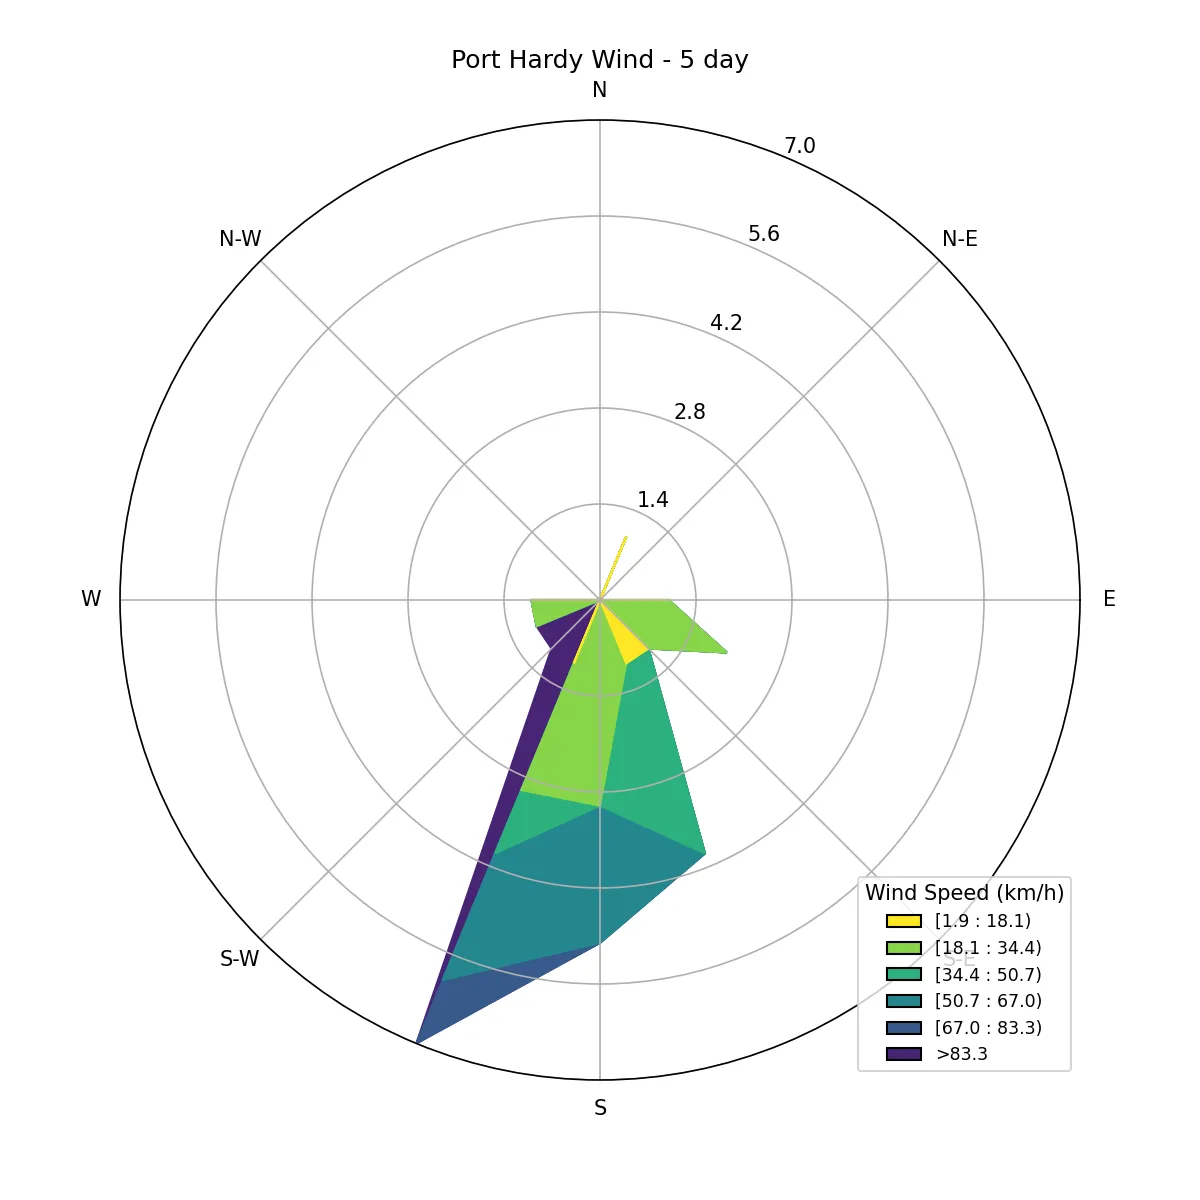 Port Hardy Wind - 5 day
N
7.0
N-W
5.6
N-E
4.2
2.8
1.4
W
E
S-W
S-E
S
Wind Speed (km/h)
[1.9 : 18.1)
[18.1 : 34.4)
[34.4 : 50.7)
[50.7 : 67.0)
[67.0 : 83.3)
>83.3